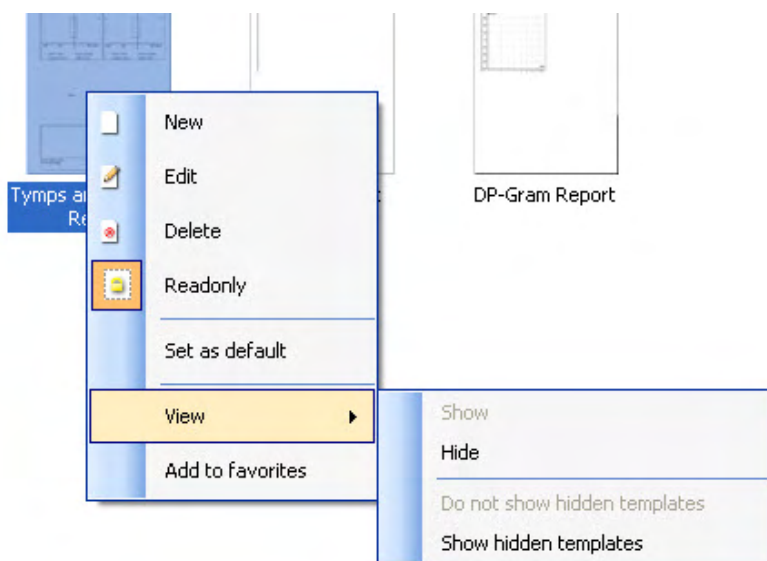 New
Edit
Tymps a
DP-Gram Report
Re
Delete
Readonly
Set as default
View
Show
Hide
Add to favorites
Do not show hidden templates
Show hidden templates